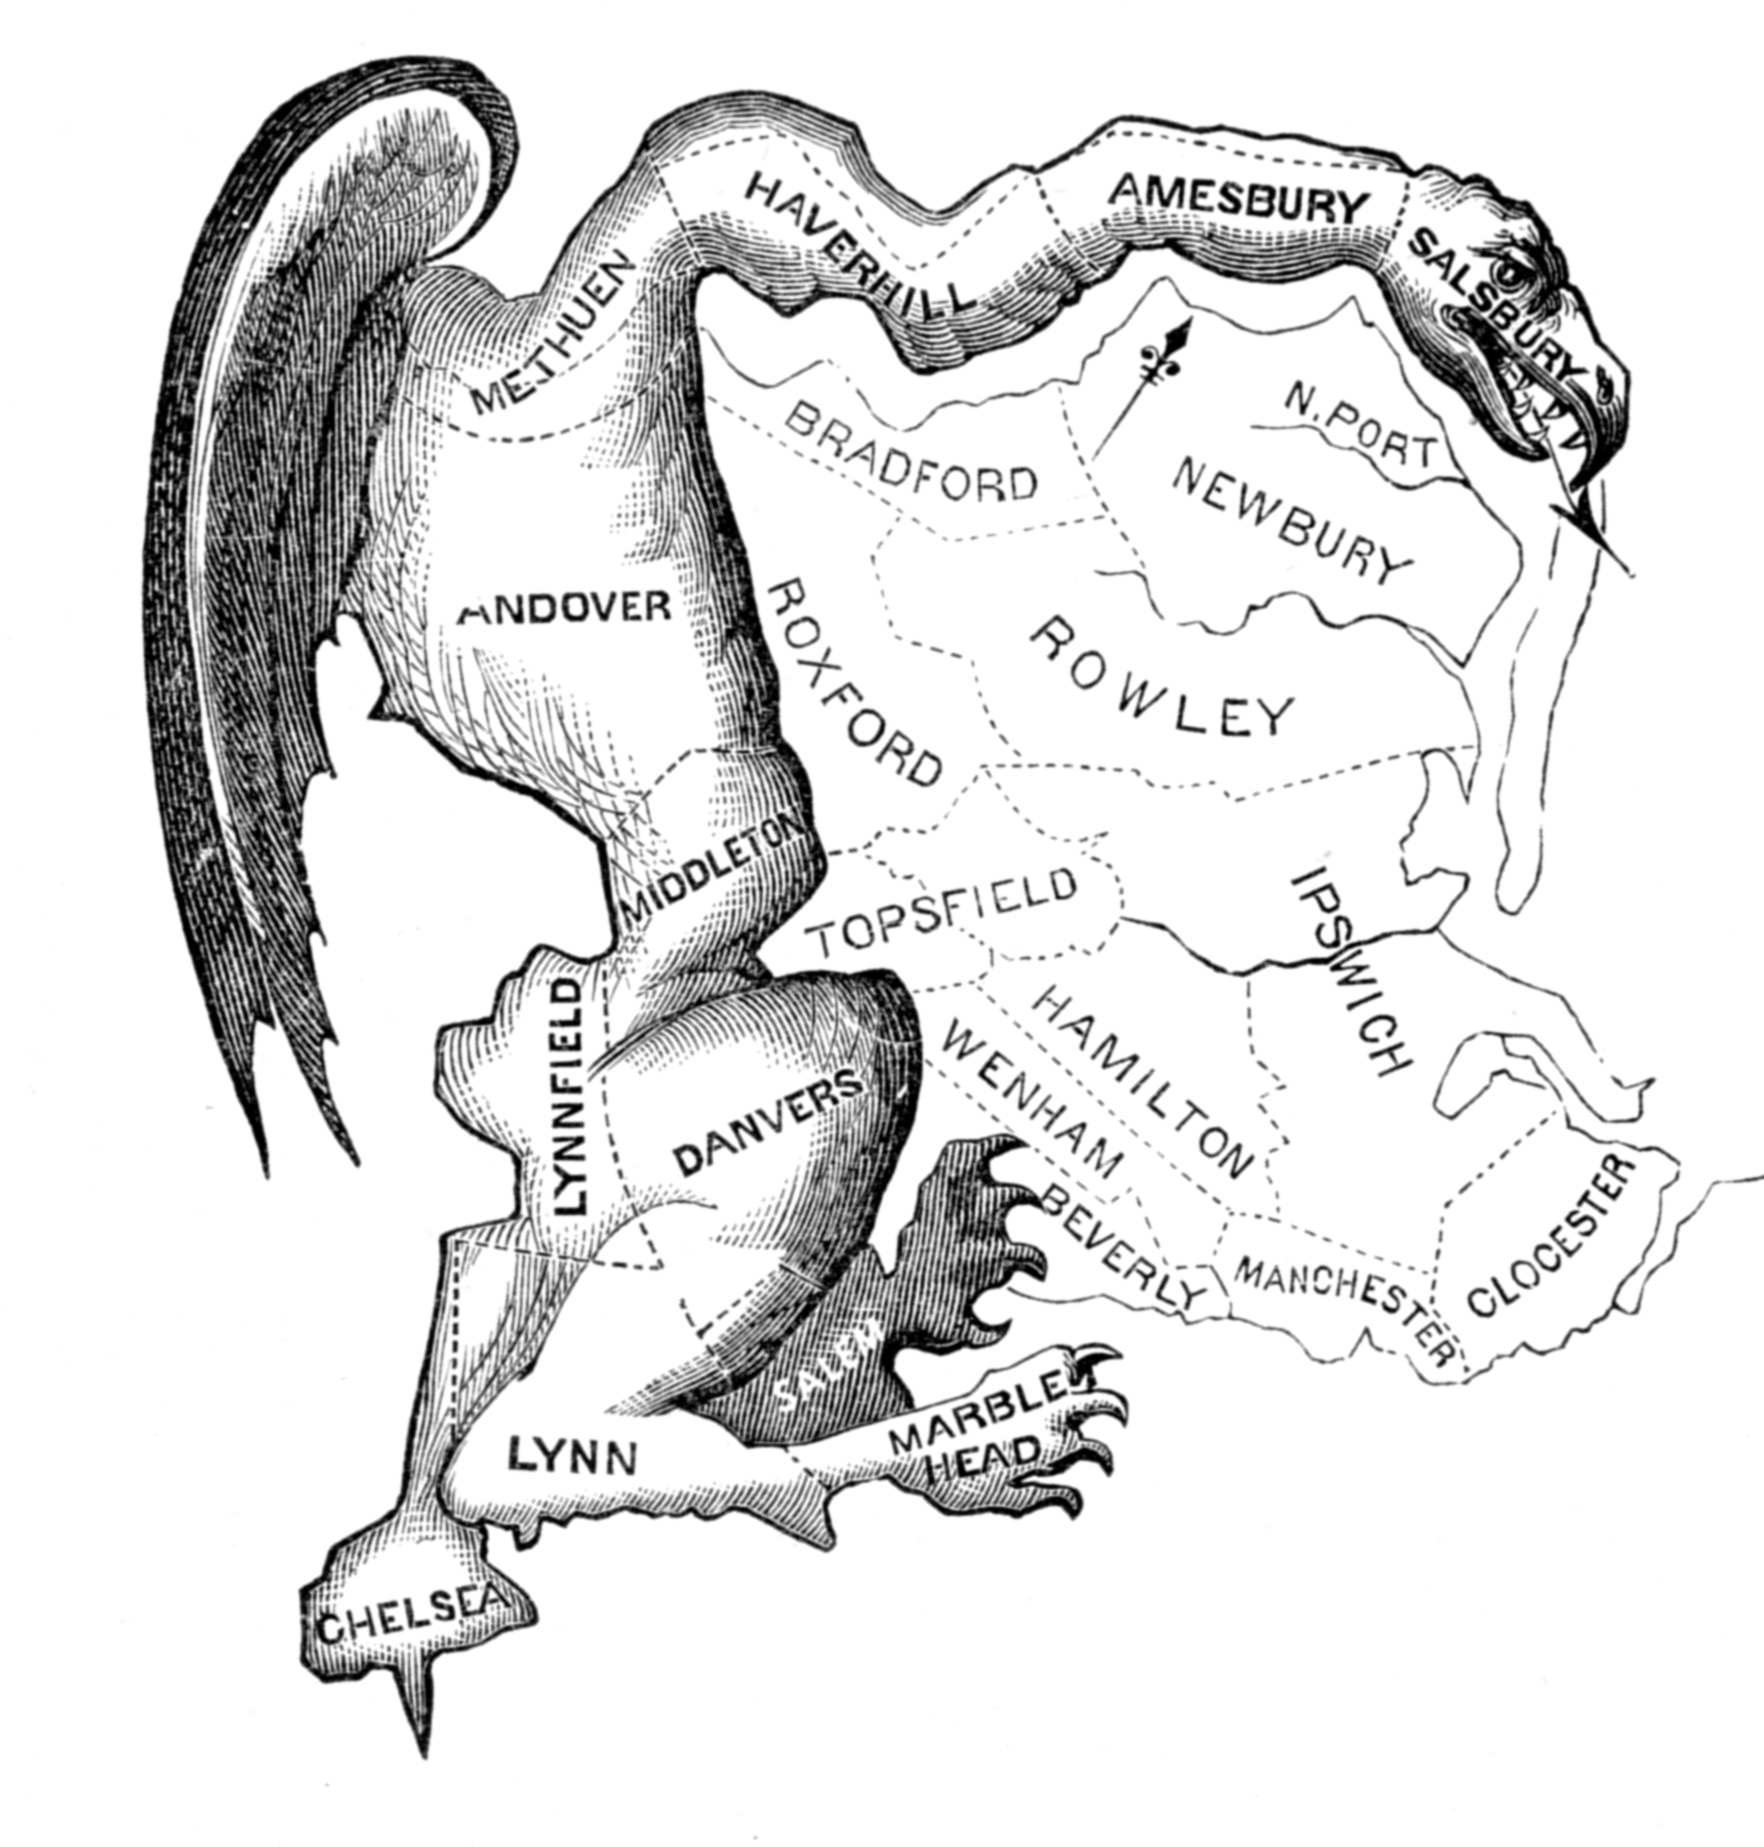 HAVERHILL
AMESBURY
SALSBURY
METHUEN
N. PORT
BRADFORD
NEWBURY
ANDOVER
ROXFORD
ROWLEY
MIDDLETON
TOPSFIELD
IPSWICH
LYNNFIELD
DANVERS
WENHAM
HAMILTON
BEVERLY
MANCHESTER
CLOCESTER
SALEM
LYNN
MARBLE
HEAD
CHELSEA